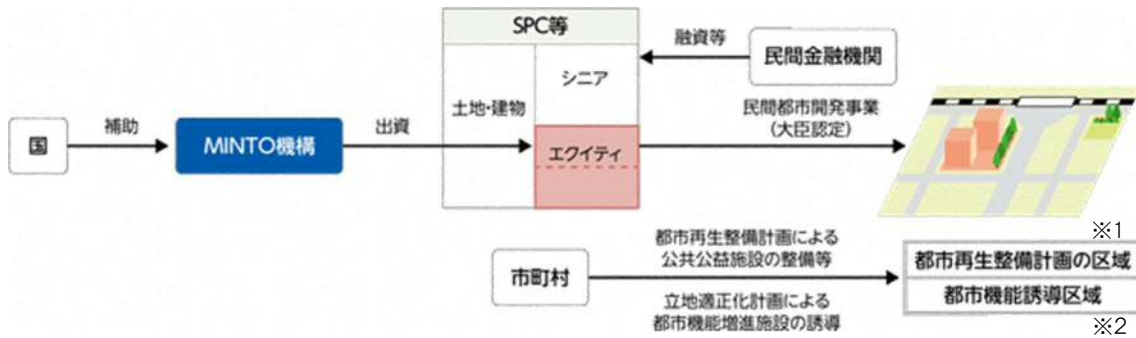 SPC等
融資等
民間金融機関
シニア
土地・建物
民間都市開発事業
(大臣認定)
国
補助
MINTO機構
出資
エクイティ
※1
都市再生整備計画による
公共公益施設の整備等
市町村
都市再生整備計画の区域
立地適正化計画による
都市機能増進施設の誘導
都市機能誘導区域
※2